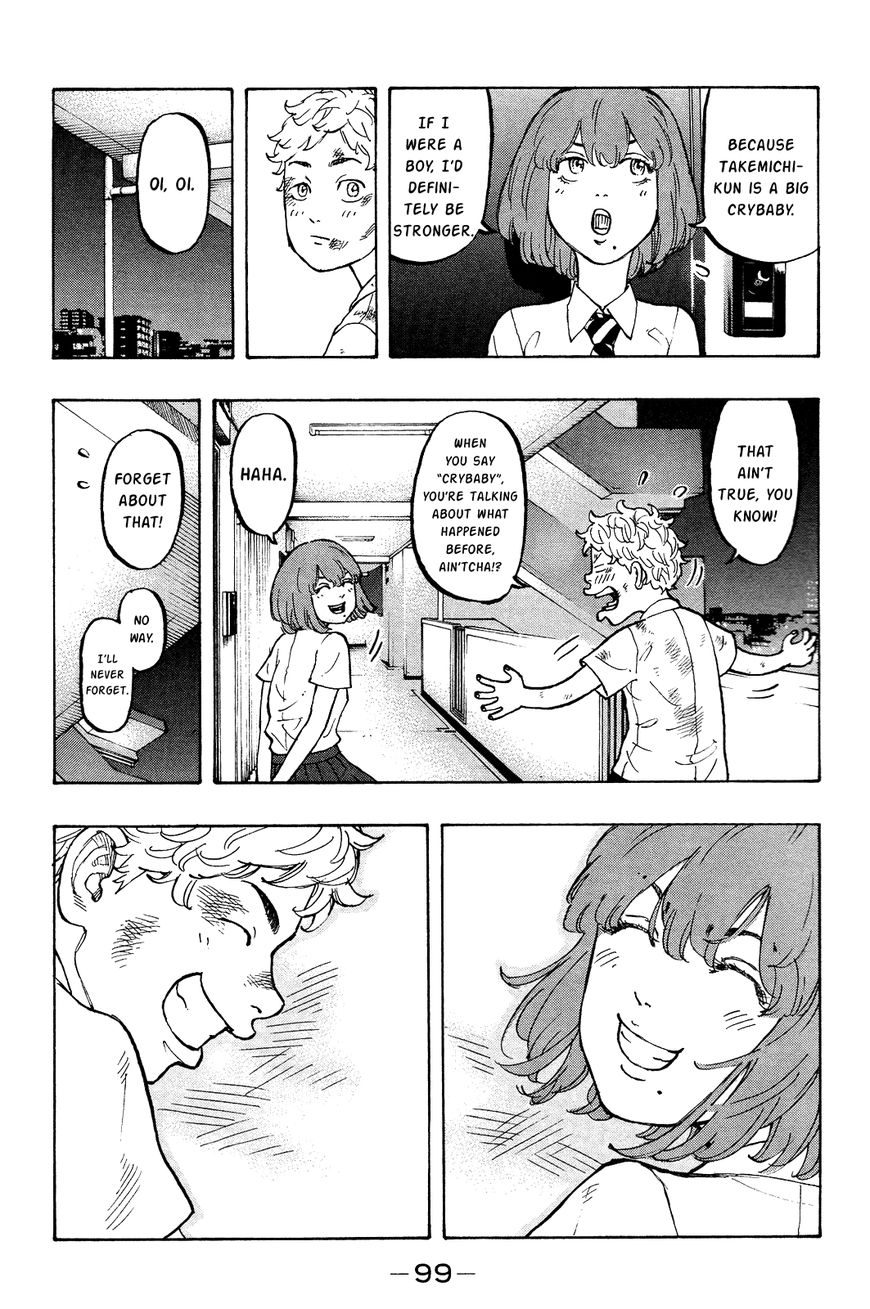 BECAUSE
TAKEMICHI-
KUN IS A BIG
CRYBABY.
IF I
WERE A
BOY, I'D
DEFINI-
TELY BE
STRONGER.
OI, OI.
THAT
AIN'T
TRUE, YOU
KNOW!
WHEN
YOU SAY
"CRYBABY",
YOU'RE TALKING
ABOUT WHAT
HAPPENED
BEFORE,
AIN'TCHA!?
HAHA.
FORGET
ABOUT
THAT!
NO
WAY.
I'LL
NEVER
FORGET.
—99—